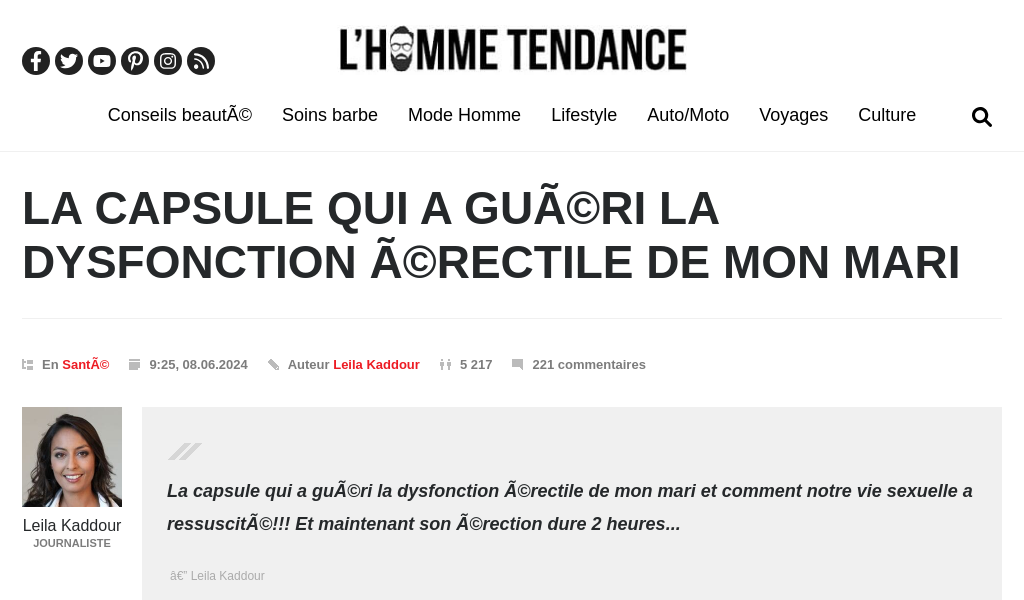 L'HOMME TENDANCE
Conseils beautÃ© Soins barbe Mode Homme Lifestyle Auto/Moto Voyages Culture
LA CAPSULE QUI A GUÃ©RI LA
DYSFONCTION Ã©RECTILE DE MON MARI
En SantÃ© 9:25, 08.06.2024 Auteur Leila Kaddour 5 217 221 commentaires
La capsule qui a guÃ©ri la dysfonction Ã©rectile de mon mari et comment notre vie sexuelle a
ressuscitÃ©!!! Et maintenant son Ã©rection dure 2 heures...
Leila Kaddour
JOURNALISTE
â€” Leila Kaddour